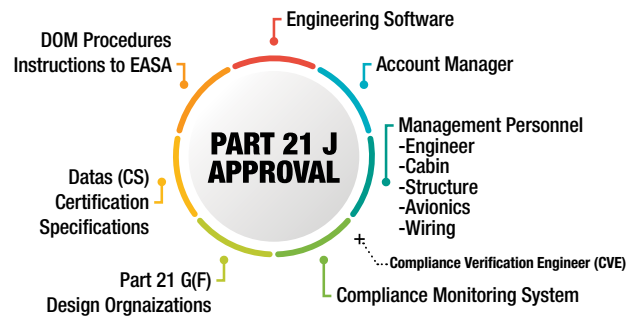 Engineering Software
DOM Procedures
Instructions to EASA
Account Manager
PART 21 J
APPROVAL
Management Personnel
-Engineer
-Cabin
-Structure
-Avionics
-Wiring
Datas (CS)
Certification
Specifications
+
Compliance Verification Engineer (CVE)
Part 21 G(F)
Design Orgnaizations
Compliance Monitoring System